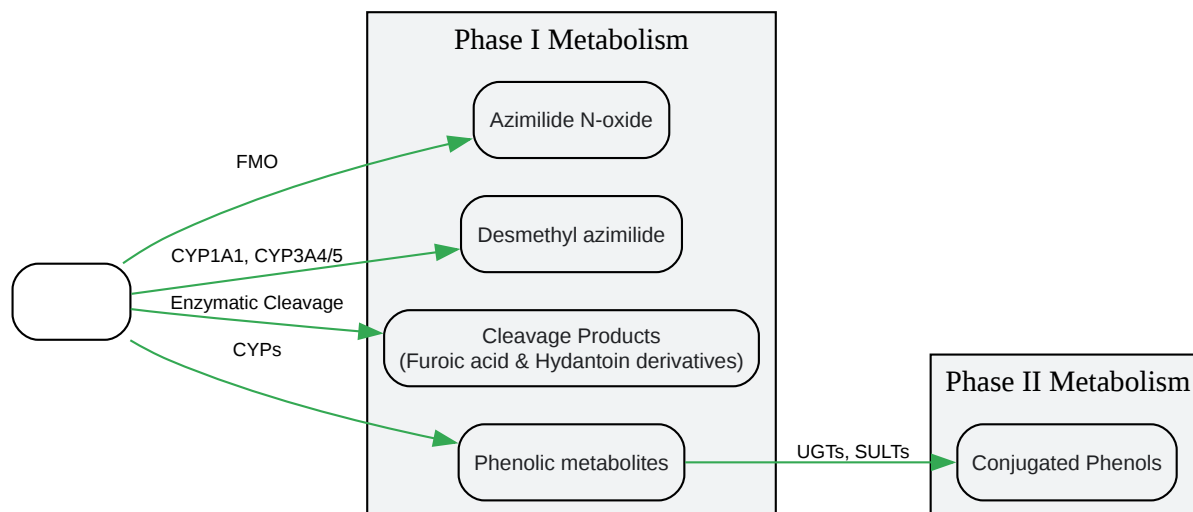 Phase I Metabolism
Azimilide N-oxide
FMO
Desmethyl azimilide
CYP1A1, CYP3A4/5
Enzymatic Cleavage
Cleavage Products
(Furoic acid & Hydantoin derivatives)
CYPs
Phenolic metabolites
UGTs, SULTs
Phase II Metabolism
Conjugated Phenols